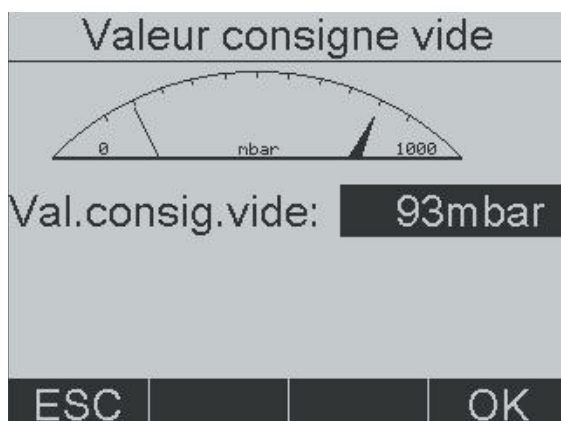 Valeur consigne vide
0 mbar 1000
Val.consig.vide: 93mbar
ESC OK